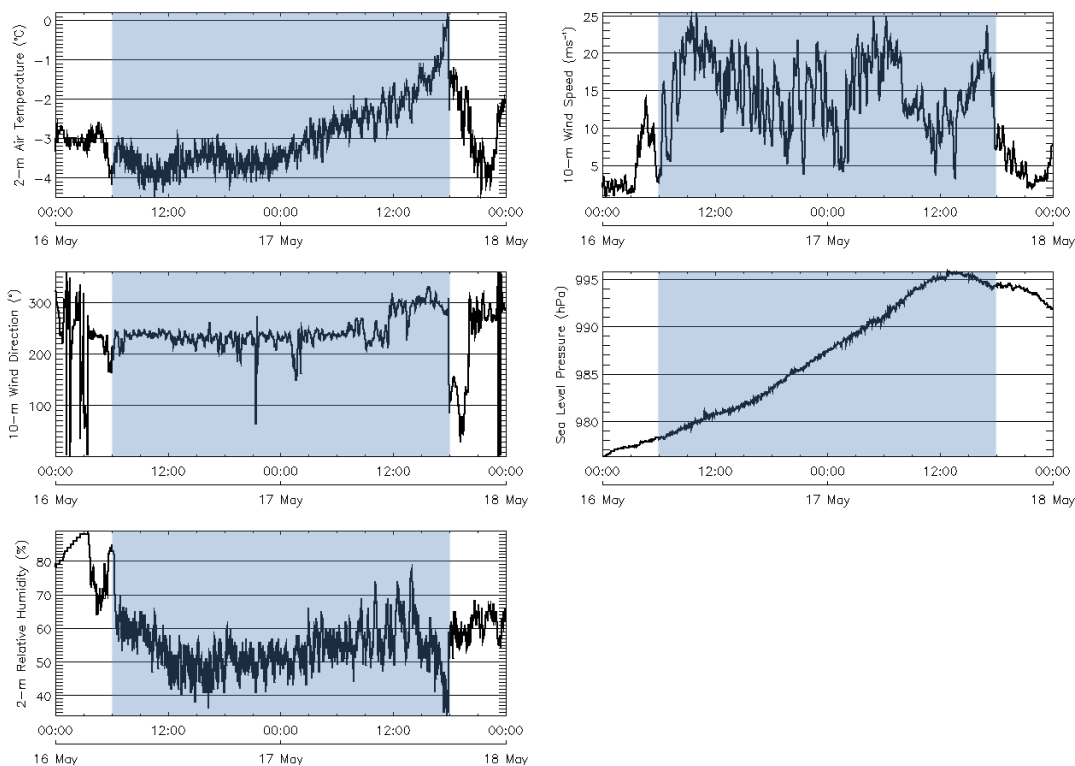 2-m Air Temperature (°C)
0
-1
-2
-3
-4
00:00 12:00 00:00 12:00 00:00
16 May 17 May 18 May
10-m Wind Speed (ms⁻¹)
25
20
15
10
5
00:00 12:00 00:00 12:00 00:00
16 May 17 May 18 May
10-m Wind Direction (°)
300
200
100
00:00 12:00 00:00 12:00 00:00
16 May 17 May 18 May
Sea Level Pressure (hPa)
995
990
985
980
00:00 12:00 00:00 12:00 00:00
16 May 17 May 18 May
2-m Relative Humidity (%)
80
70
60
50
40
00:00 12:00 00:00 12:00 00:00
16 May 17 May 18 May